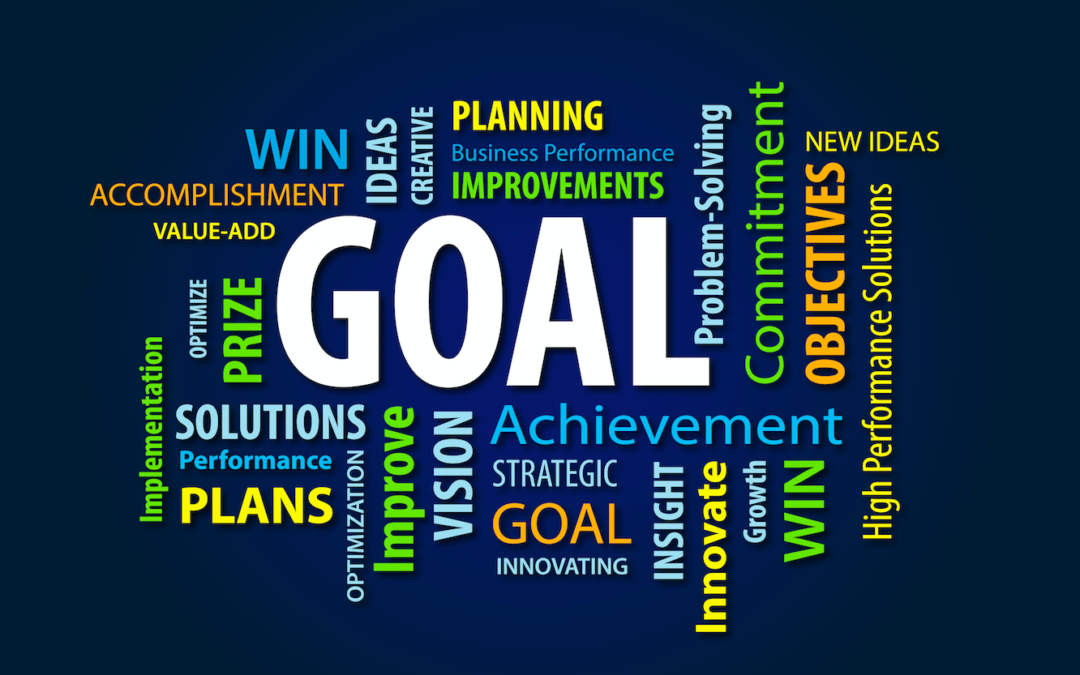 WIN
IDEAS
CREATIVE
PLANNING
Business Performance
IMPROVEMENTS
Problem-Solving
Commitment
NEW IDEAS
OBJECTIVES
High Performance Solutions
ACCOMPLISHMENT
VALUE-ADD
GOAL
OPTIMIZE
PRIZE
Implementation
SOLUTIONS
Performance
PLANS
OPTIMIZATION
Improve
VISION
Achievement
STRATEGIC
GOAL
INNOVATING
INSIGHT
Innovate
Growth
WIN